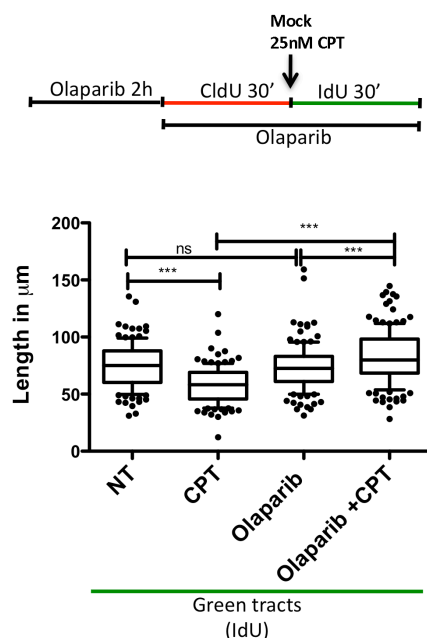 Mock
25nM CPT
Olaparib 2h
CldU 30’
IdU 30’
Olaparib
Length in μm
200
150
100
50
0
***
ns
***
***
NT
CPT
Olaparib
Olaparib +CPT
Green tracts
(IdU)